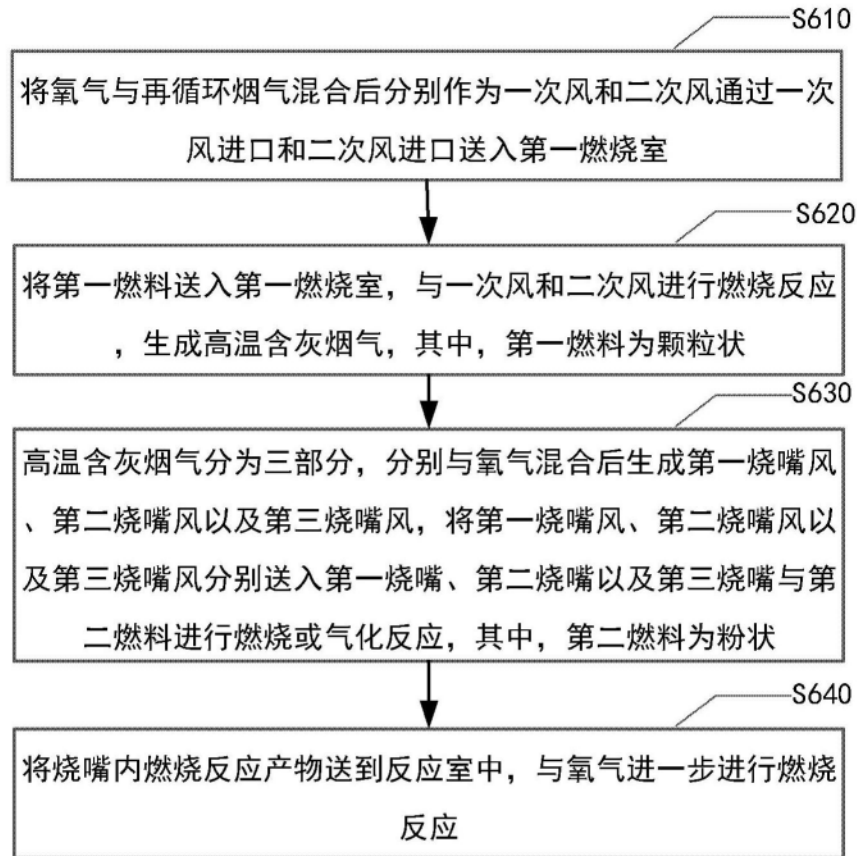 S610
将氧气与再循环烟气混合后分别作为一次风和二次风通过一次
风进口和二次风进口送入第一燃烧室
S620
将第一燃料送入第一燃烧室，与一次风和二次风进行燃烧反应
，生成高温含灰烟气，其中，第一燃料为颗粒状
S630
高温含灰烟气分为三部分，分别与氧气混合后生成第一烧嘴风
、第二烧嘴风以及第三烧嘴风，将第一烧嘴风、第二烧嘴风以
及第三烧嘴风分别送入第一烧嘴、第二烧嘴以及第三烧嘴与第
二燃料进行燃烧或气化反应，其中，第二燃料为粉状
S640
将烧嘴内燃烧反应产物送到反应室中，与氧气进一步进行燃烧
反应